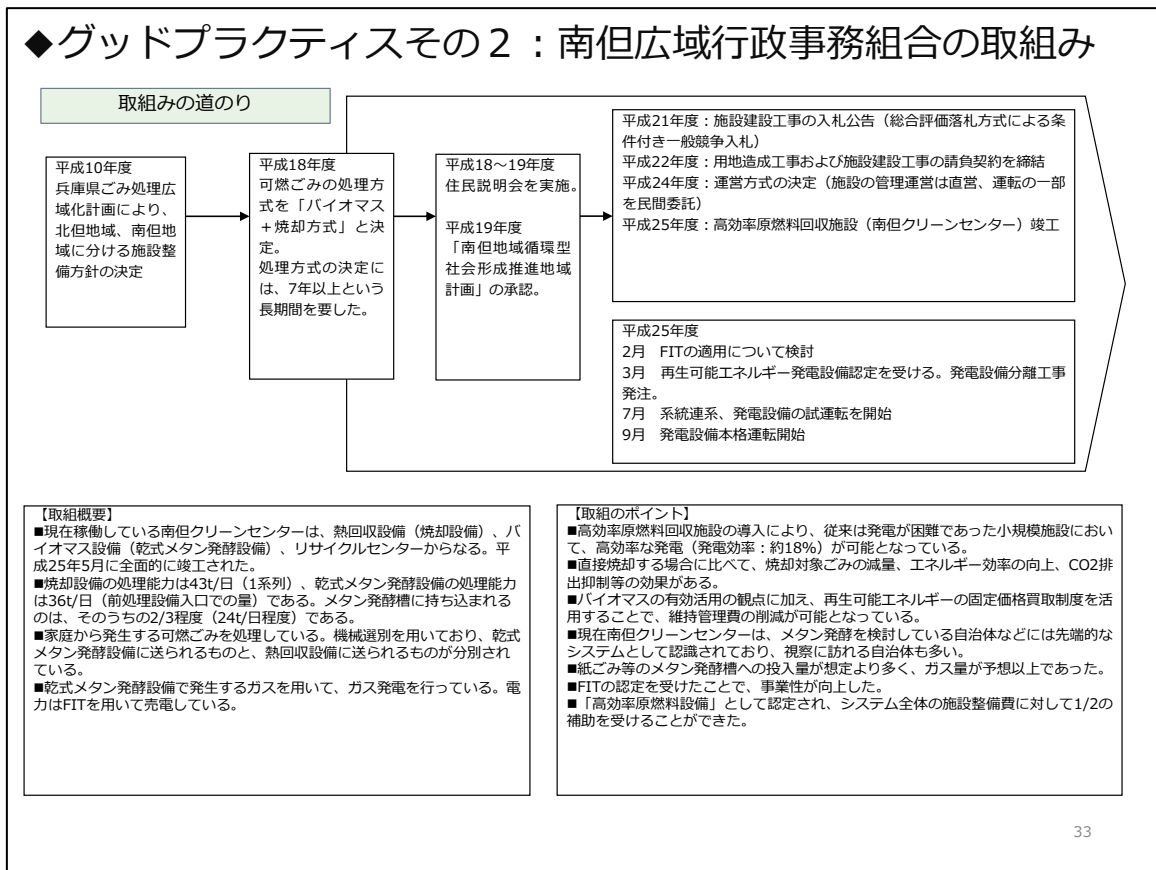 ◆グッドプラクティスその２：南但広域行政事務組合の取組み
取組みの道のり
平成10年度
兵庫県ごみ処理広
域化計画により、
北但地域、南但地
域に分ける施設整
備方針の決定
平成18年度
可燃ごみの処理方
式を「バイオマス
＋焼却方式」と決
定。
処理方式の決定に
は、7年以上という
長期間を要した。
平成18～19年度
住民説明会を実施。
平成19年度
「南但地域循環型
社会形成推進地域
計画」の承認。
平成21年度：施設建設工事の入札公告（総合評価落札方式による条
件付き一般競争入札）
平成22年度：用地造成工事および施設建設工事の請負契約を締結
平成24年度：運営方式の決定（施設の管理運営は直営、運転の一部
を民間委託）
平成25年度：高効率原燃料回収施設（南但クリーンセンター）竣工
平成25年度
2月　FITの適用について検討
3月　再生可能エネルギー発電設備認定を受ける。発電設備分離工事
発注。
7月　系統連系、発電設備の試運転を開始
9月　発電設備本格運転開始
【取組概要】
■現在稼働している南但クリーンセンターは、熱回収設備（焼却設備）、バ
イオマス設備（乾式メタン発酵設備）、リサイクルセンターからなる。平
成25年5月に全面的に竣工された。
■焼却設備の処理能力は43t/日（1系列）、乾式メタン発酵設備の処理能力
は36t/日（前処理設備入口での量）である。メタン発酵槽に持ち込まれる
のは、そのうちの2/3程度（24t/日程度）である。
■家庭から発生する可燃ごみを処理している。機械選別を用いており、乾式
メタン発酵設備に送られるものと、熱回収設備に送られるものが分別され
ている。
■乾式メタン発酵設備で発生するガスを用いて、ガス発電を行っている。電
力はFITを用いて売電している。
【取組のポイント】
■高効率原燃料回収施設の導入により、従来は発電が困難であった小規模施設におい
て、高効率な発電（発電効率：約18%）が可能となっている。
■直接焼却する場合に比べて、焼却対象ごみの減量、エネルギー効率の向上、CO2排
出抑制等の効果がある。
■バイオマスの有効活用の観点に加え、再生可能エネルギーの固定価格買取制度を活
用することで、維持管理費の削減が可能となっている。
■現在南但クリーンセンターは、メタン発酵を検討している自治体などには先端的な
システムとして認識されており、視察に訪れる自治体も多い。
■紙ごみ等のメタン発酵槽への投入量が想定より多く、ガス量が予想以上であった。
■FITの認定を受けたことで、事業性が向上した。
■「高効率原燃料設備」として認定され、システム全体の施設整備費に対して1/2の
補助を受けることができた。
33